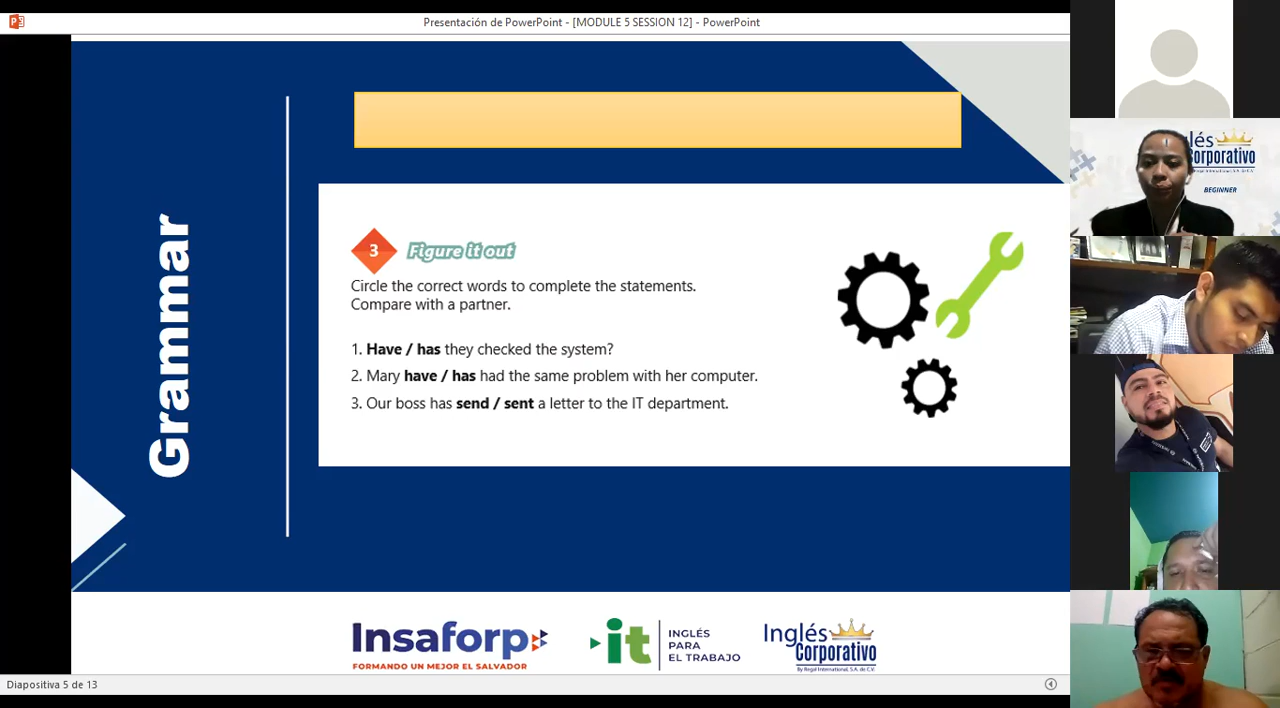 Presentación de PowerPoint - [MODULE 5 SESSION 12] - PowerPoint
Grammar
3 Figure it out
Circle the correct words to complete the statements.
Compare with a partner.
1. Have / has they checked the system?
2. Mary have / has had the same problem with her computer.
3. Our boss has send / sent a letter to the IT department.
Insaforp
FORMANDO UN MEJOR EL SALVADOR
it
INGLÉS
PARA
EL TRABAJO
Inglés
Corporativo
By Regal International, S.A. de C.V.
Diapositiva 5 de 13
glés
Corporativo
BEGINNER